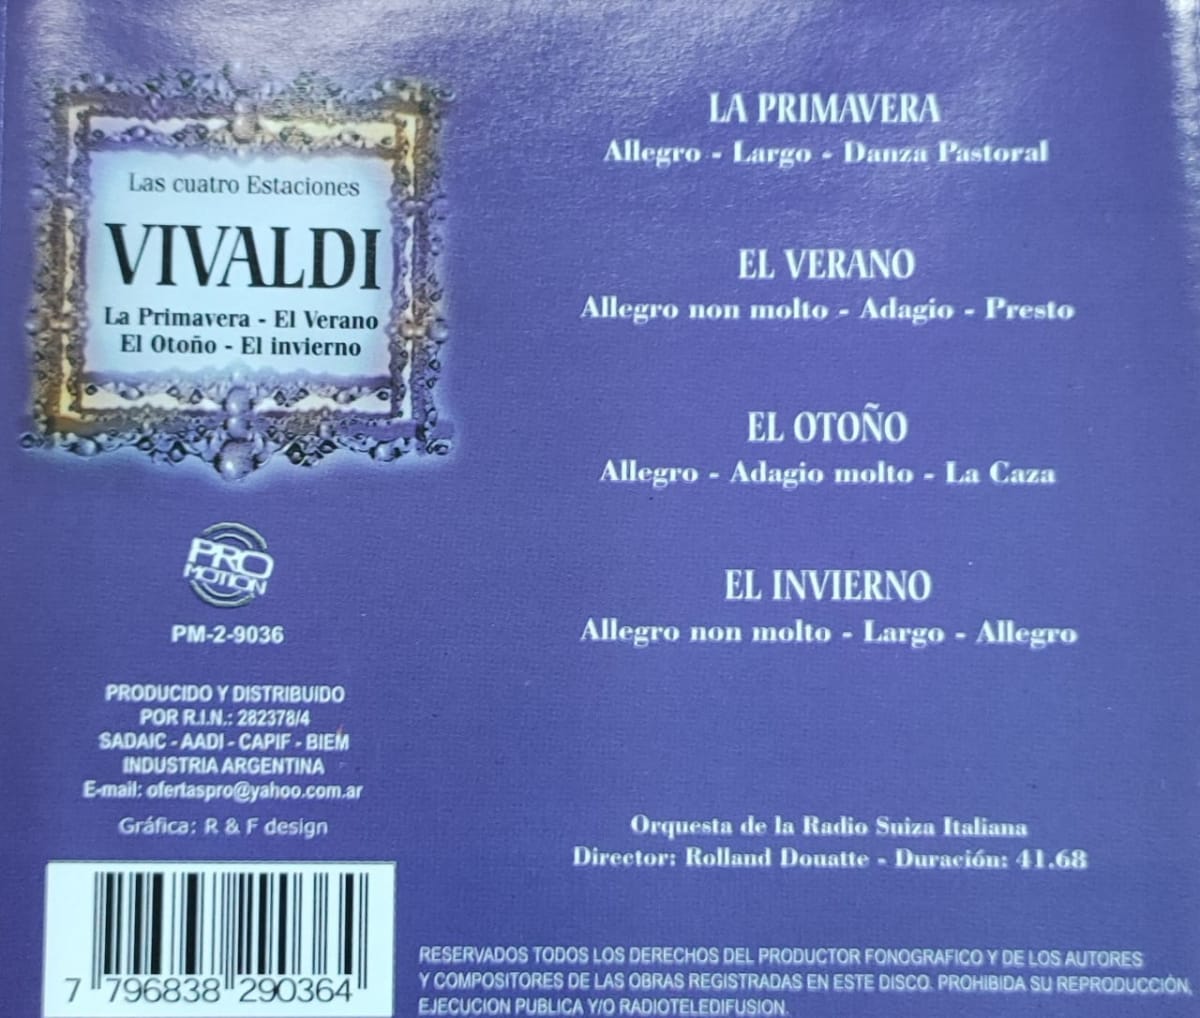 Las cuatro Estaciones
VIVALDI
La Primavera - El Verano
El Otoño - El invierno
PRO
MOTION
PM-2-9036
PRODUCIDO Y DISTRIBUIDO
POR R.I.N.: 282378/4
SADAIC - AADI - CAPIF - BIEM
INDUSTRIA ARGENTINA
E-mail: ofertaspro@yahoo.com.ar
Gráfica: R & F design
7 796838 290364
LA PRIMAVERA
Allegro - Largo - Danza Pastoral
EL VERANO
Allegro non molto - Adagio - Presto
EL OTOÑO
Allegro - Adagio molto - La Caza
EL INVIERNO
Allegro non molto - Largo - Allegro
Orquesta de la Radio Suiza Italiana
Director: Rolland Douatte - Duración: 41.68
RESERVADOS TODOS LOS DERECHOS DEL PRODUCTOR FONOGRAFICO Y DE LOS AUTORES
Y COMPOSITORES DE LAS OBRAS REGISTRADAS EN ESTE DISCO. PROHIBIDA SU REPRODUCCIÓN,
EJECUCION PUBLICA Y/O RADIOTELEDIFUSION.